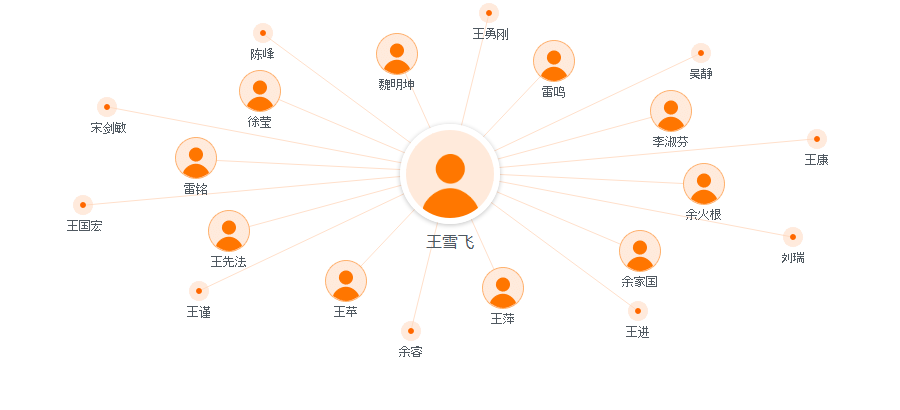 王勇刚
陈峰
吴静
魏明坤
雷鸣
徐莹
宋剑敏
李淑芬
王康
雷铭
余火根
王国宏
王雪飞
刘瑞
王先法
余家国
王谨
王苹
王萍
王进
余容